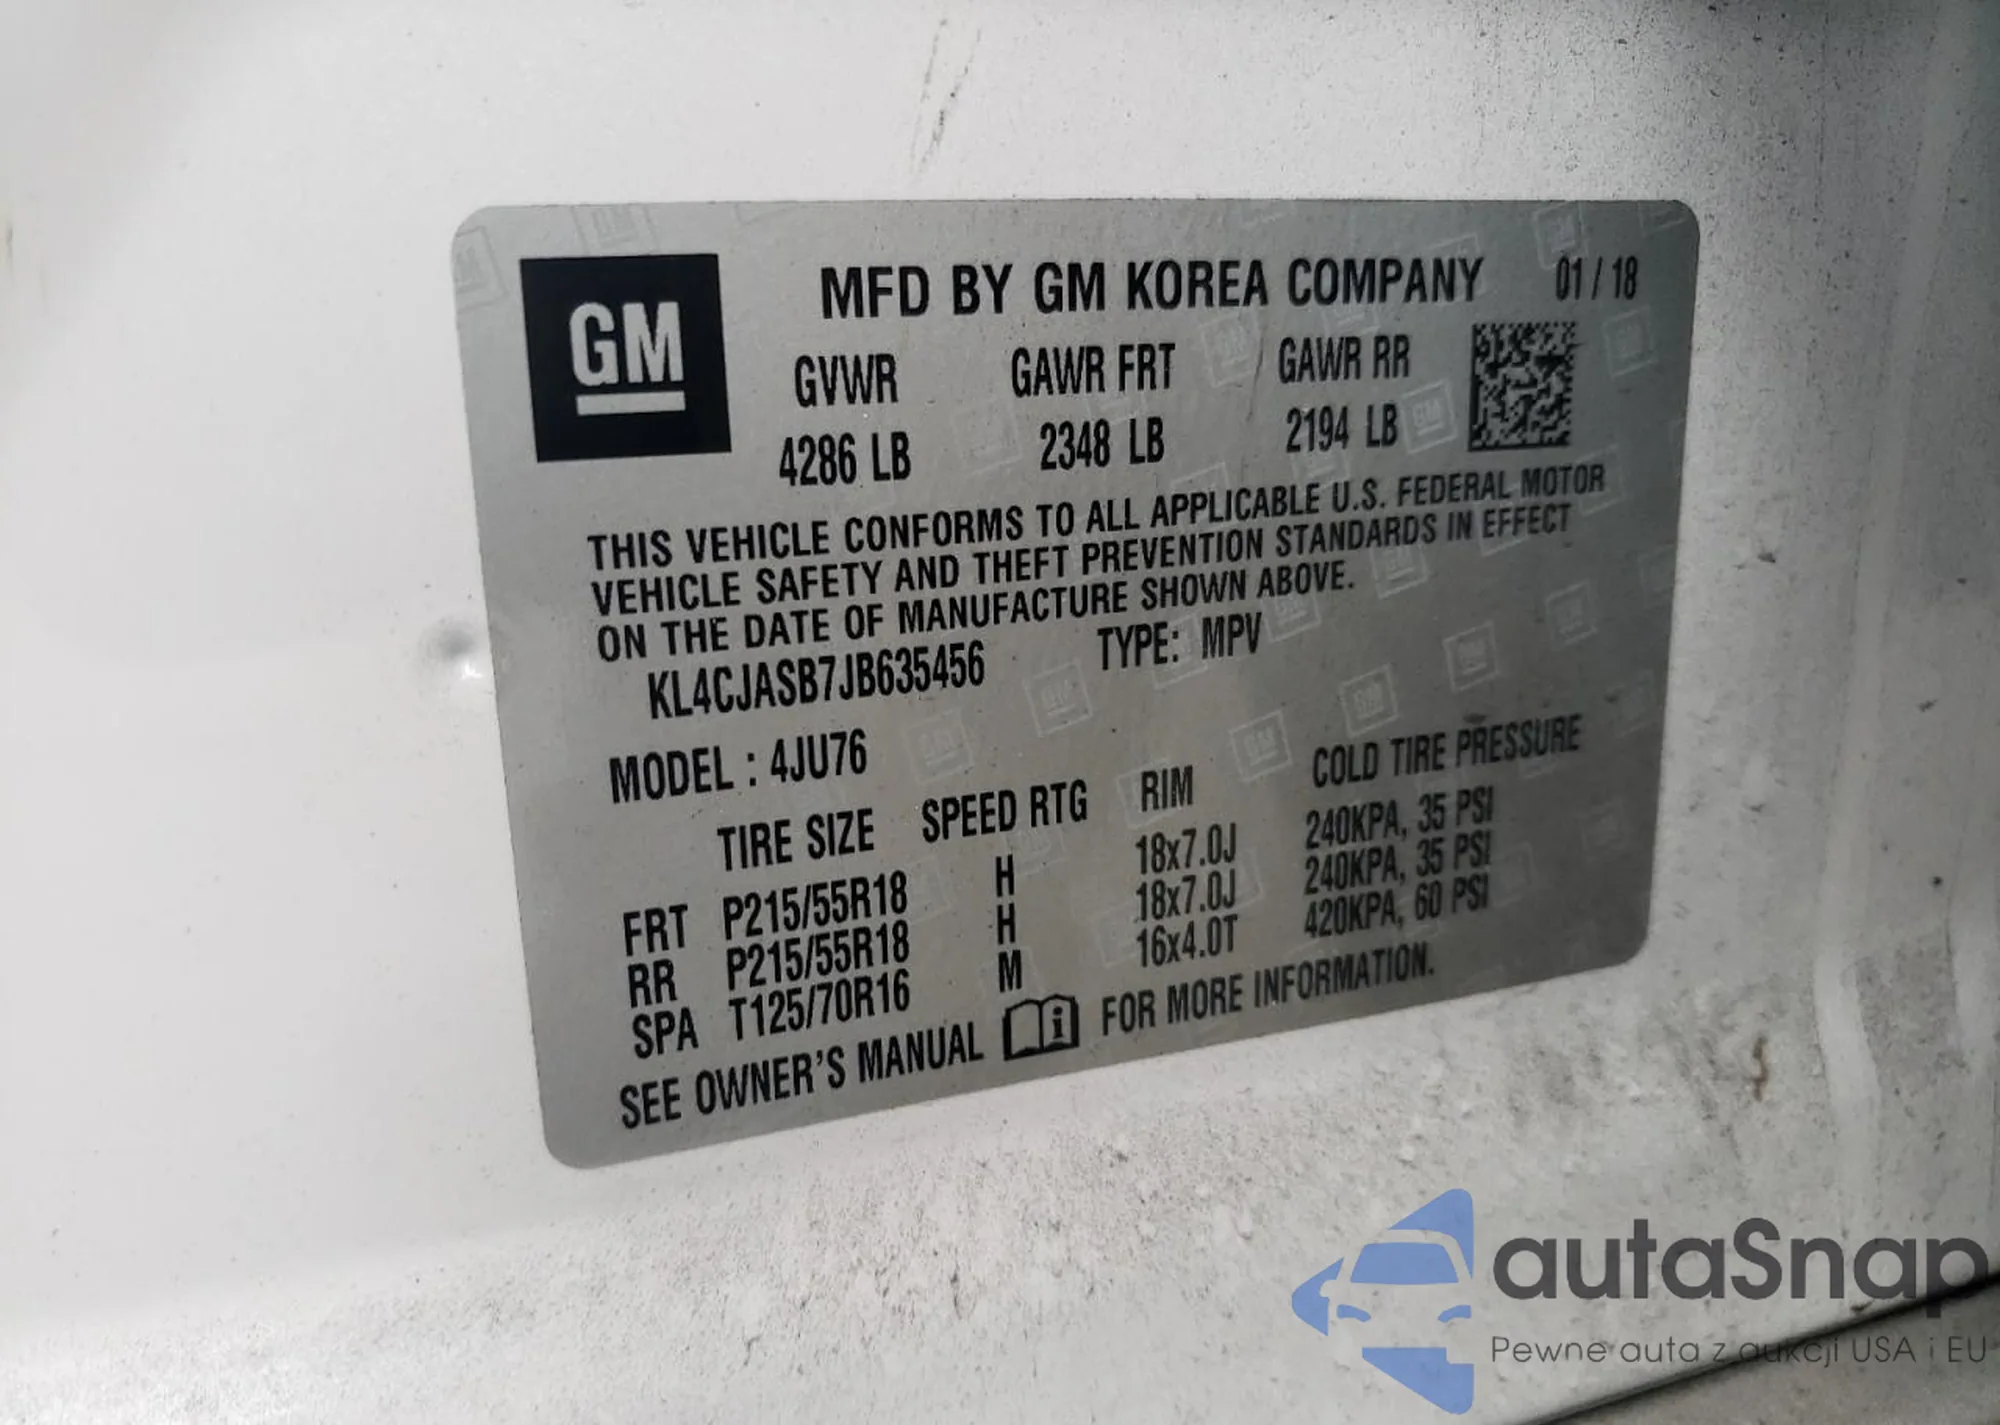 GM
MFD BY GM KOREA COMPANY 01 / 18
GVWR GAWR FRT GAWR RR
4286 LB 2348 LB 2194 LB
THIS VEHICLE CONFORMS TO ALL APPLICABLE U.S. FEDERAL MOTOR
VEHICLE SAFETY AND THEFT PREVENTION STANDARDS IN EFFECT
ON THE DATE OF MANUFACTURE SHOWN ABOVE.
KL4CJASB7JB635456 TYPE: MPV
MODEL : 4JU76
TIRE SIZE SPEED RTG RIM COLD TIRE PRESSURE
FRT P215/55R18 H 18x7.0J 240KPA, 35 PSI
RR P215/55R18 H 18x7.0J 240KPA, 35 PSI
SPA T125/70R16 M 16x4.0T 420KPA, 60 PSI
SEE OWNER'S MANUAL FOR MORE INFORMATION.
autaSnap
Pewne auta z aukcji USA i EU